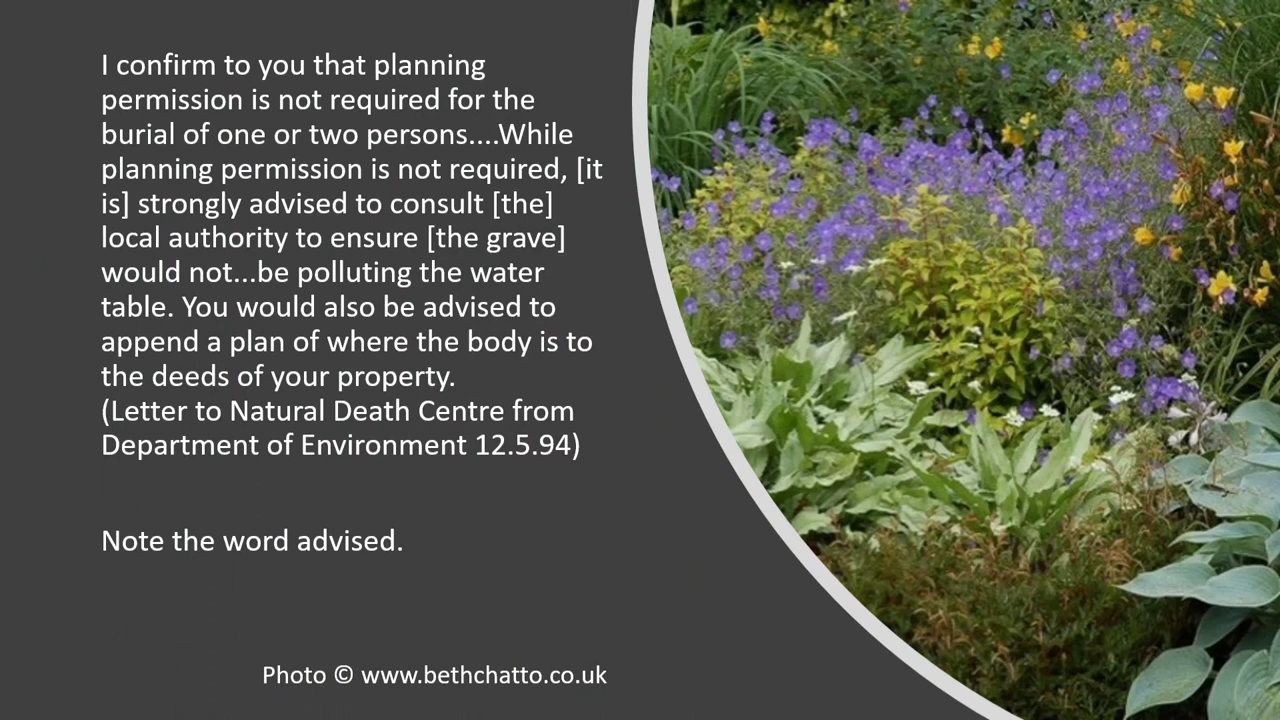 I confirm to you that planning
permission is not required for the
burial of one or two persons....While
planning permission is not required, [it
is] strongly advised to consult [the]
local authority to ensure [the grave]
would not...be polluting the water
table. You would also be advised to
append a plan of where the body is to
the deeds of your property.
(Letter to Natural Death Centre from
Department of Environment 12.5.94)
Note the word advised.
Photo © www.bethchatto.co.uk